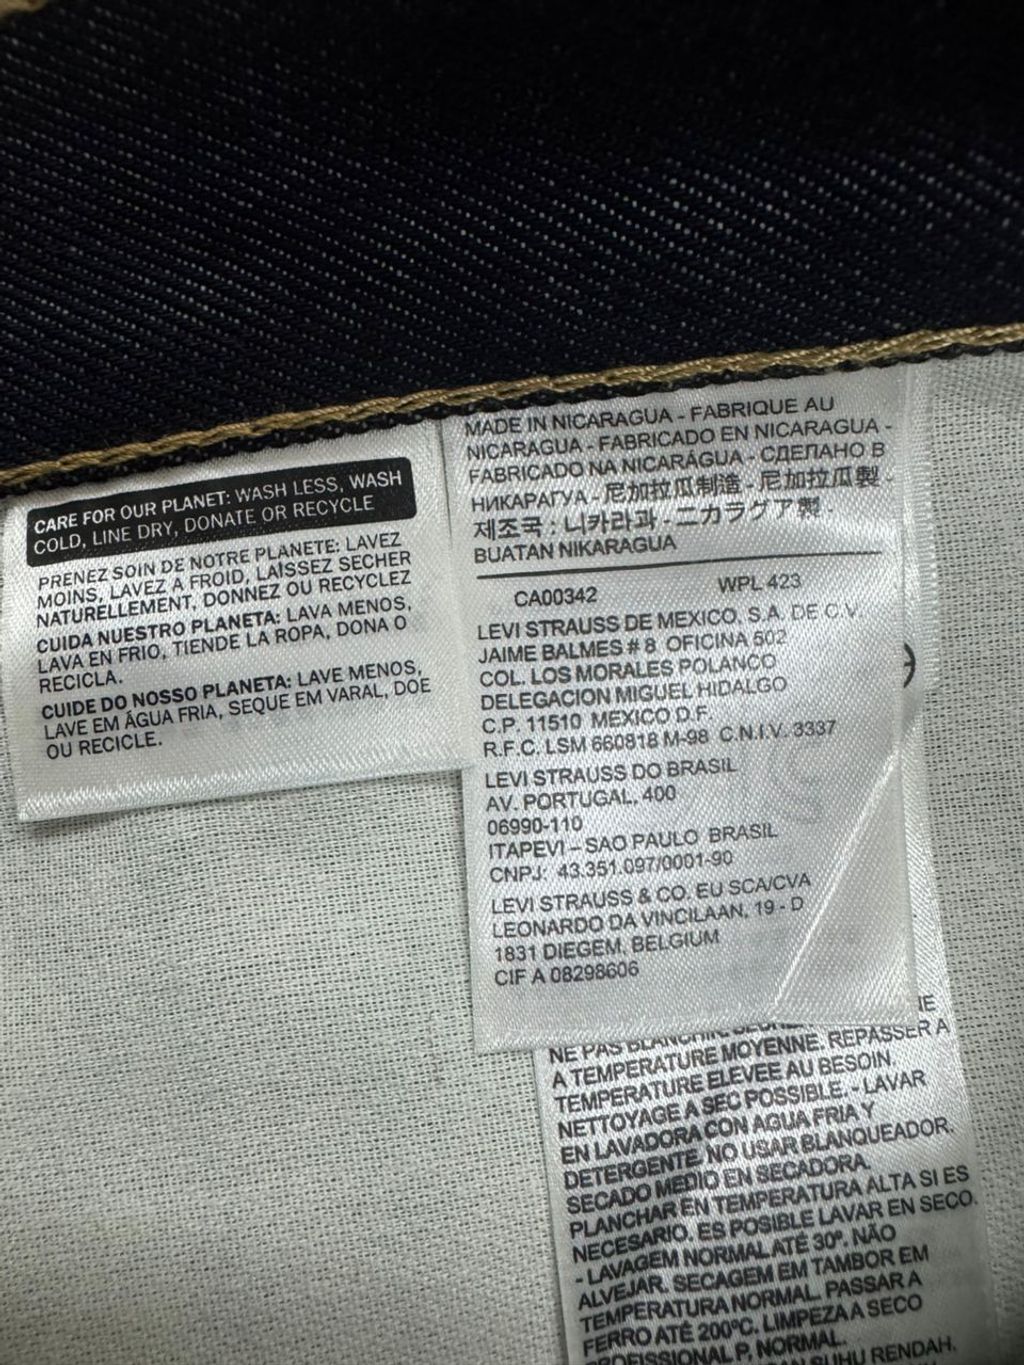 CARE FOR OUR PLANET: WASH LESS, WASH
COLD, LINE DRY, DONATE OR RECYCLE
PRENEZ SOIN DE NOTRE PLANETE: LAVEZ
MOINS, LAVEZ A FROID, LAISSEZ SECHER
NATURELLEMENT, DONNEZ OU RECYCLEZ
CUIDA NUESTRO PLANETA: LAVA MENOS,
LAVA EN FRIO, TIENDE LA ROPA, DONA O
RECICLA.
CUIDE DO NOSSO PLANETA: LAVE MENOS,
LAVE EM ÁGUA FRIA, SEQUE EM VARAL, DOE
OU RECICLE.
MADE IN NICARAGUA - FABRIQUE AU
NICARAGUA - FABRICADO EN NICARAGUA -
FABRICADO NA NICARÁGUA - СДЕЛАНО В
НИКАРАГУА - 尼加拉瓜制造 - 尼加拉瓜製 -
제조국 : 니카라과 - ニカラグア製 -
BUATAN NIKARAGUA
CA00342 WPL 423
LEVI STRAUSS DE MEXICO, S.A. DE C.V.
JAIME BALMES # 8 OFICINA 602
COL. LOS MORALES POLANCO
DELEGACION MIGUEL HIDALGO
C.P. 11510 MEXICO D.F.
R.F.C. LSM 660818 M-98 C.N.I.V. 3337
LEVI STRAUSS DO BRASIL
AV. PORTUGAL, 400
06990-110
ITAPEVI – SAO PAULO BRASIL
CNPJ: 43.351.097/0001-90
LEVI STRAUSS & CO. EU SCA/CVA
LEONARDO DA VINCILAAN, 19 - D
1831 DIEGEM, BELGIUM
CIF A 08298606
NE PAS BLANCHIR.
A TEMPERATURE MOYENNE. REPASSER A
TEMPERATURE ELEVEE AU BESOIN.
NETTOYAGE A SEC POSSIBLE. - LAVAR
EN LAVADORA CON AGUA FRIA Y
DETERGENTE. NO USAR BLANQUEADOR.
SECADO MEDIO EN SECADORA.
PLANCHAR EN TEMPERATURA ALTA SI ES
NECESARIO. ES POSIBLE LAVAR EN SECO.
- LAVAGEM NORMAL ATÉ 30º. NÃO
ALVEJAR. SECAGEM EM TAMBOR EM
TEMPERATURA NORMAL. PASSAR A
FERRO ATÉ 200ºC. LIMPEZA A SECO
PROFISSIONAL P, NORMAL.
SUHU RENDAH.